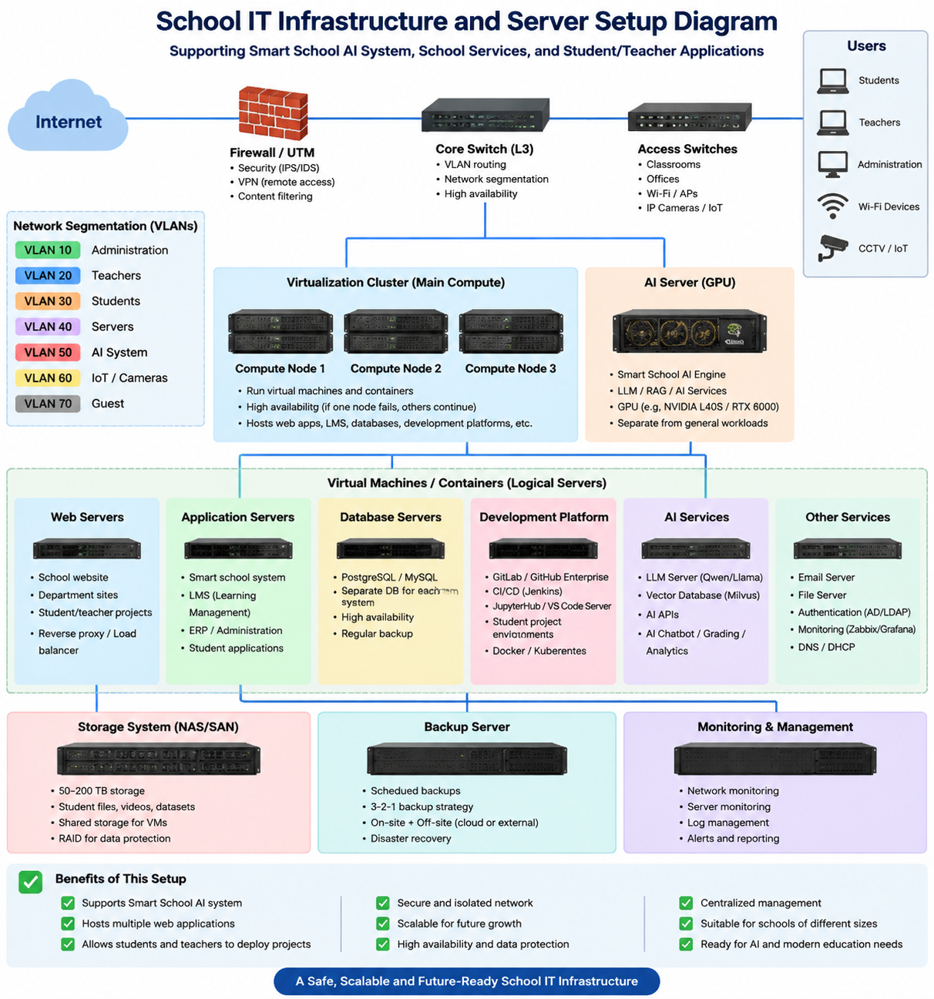 School IT Infrastructure and Server Setup Diagram
Supporting Smart School AI System, School Services, and Student/Teacher Applications
Internet
Firewall / UTM
• Security (IPS/IDS)
• VPN (remote access)
• Content filtering
Core Switch (L3)
• VLAN routing
• Network segmentation
• High availability
Access Switches
• Classrooms
• Offices
• Wi-Fi / APs
• IP Cameras / IoT
Users
Students
Teachers
Administration
Wi-Fi Devices
CCTV / IoT
Network Segmentation (VLANs)
VLAN 10 Administration
VLAN 20 Teachers
VLAN 30 Students
VLAN 40 Servers
VLAN 50 AI System
VLAN 60 IoT / Cameras
VLAN 70 Guest
Virtualization Cluster (Main Compute)
Compute Node 1
Compute Node 2
Compute Node 3
• Run virtual machines and containers
• High availabilitg (if one node fails, others continue)
• Hosts web apps, LMS, databases, development platforms, etc.
AI Server (GPU)
• Smart School AI Engine
• LLM / RAG / AI Services
• GPU (e.g, NVIDIA L40S / RTX 6000)
• Separate from general workloads
Virtual Machines / Containers (Logical Servers)
Web Servers
• School website
• Department sites
• Student/teacher projects
• Reverse proxy / Load
balancer
Application Servers
• Smart school system
• LMS (Learning
Management)
• ERP / Administration
• Student applications
Database Servers
• PostgreSQL / MySQL
• Separate DB for each
system
• High availability
• Regular backup
Development Platform
• GitLab / GitHub Enterprise
• CI/CD (Jenkins)
• JupyterHub / VS Code Server
• Student project
• Docker / Kuberentes
AI Services
• LLM Server (Qwen/Llama)
• Vector Database (Milvus)
• AI APIs
• AI Chatbot / Grading /
Analytics
Other Services
• Email Server
• File Server
• Authentication (AD/LDAP)
• Monitoring (Zabbix/Grafana)
• DNS / DHCP
Storage System (NAS/SAN)
• 50–200 TB storage
• Student files, videos, datasets
• Shared storage for VMs
• RAID for data protection
Backup Server
• Schedued backups
• 3-2-1 backup strategy
• On-site + Off-site (cloud or external)
• Disaster recovery
Monitoring & Management
• Network monitoring
• Server monitoring
• Log management
• Alerts and reporting
Benefits of This Setup
Supports Smart School AI system
Hosts multiple web applications
Allows students and teachers to deploy projects
Secure and isolated network
Scalable for future growth
High availability and data protection
Centralized management
Suitable for schools of different sizes
Ready for AI and modern education needs
A Safe, Scalable and Future-Ready School IT Infrastructure